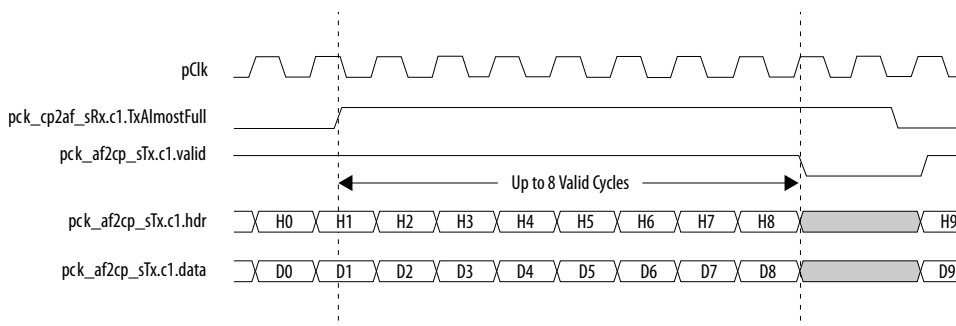 pClk
pck_cp2af_sRx.c1.TxAlmostFull
pck_af2cp_sTx.c1.valid
Up to 8 Valid Cycles
pck_af2cp_sTx.c1.hdr H0 H1 H2 H3 H4 H5 H6 H7 H8 H9
pck_af2cp_sTx.c1.data D0 D1 D2 D3 D4 D5 D6 D7 D8 D9